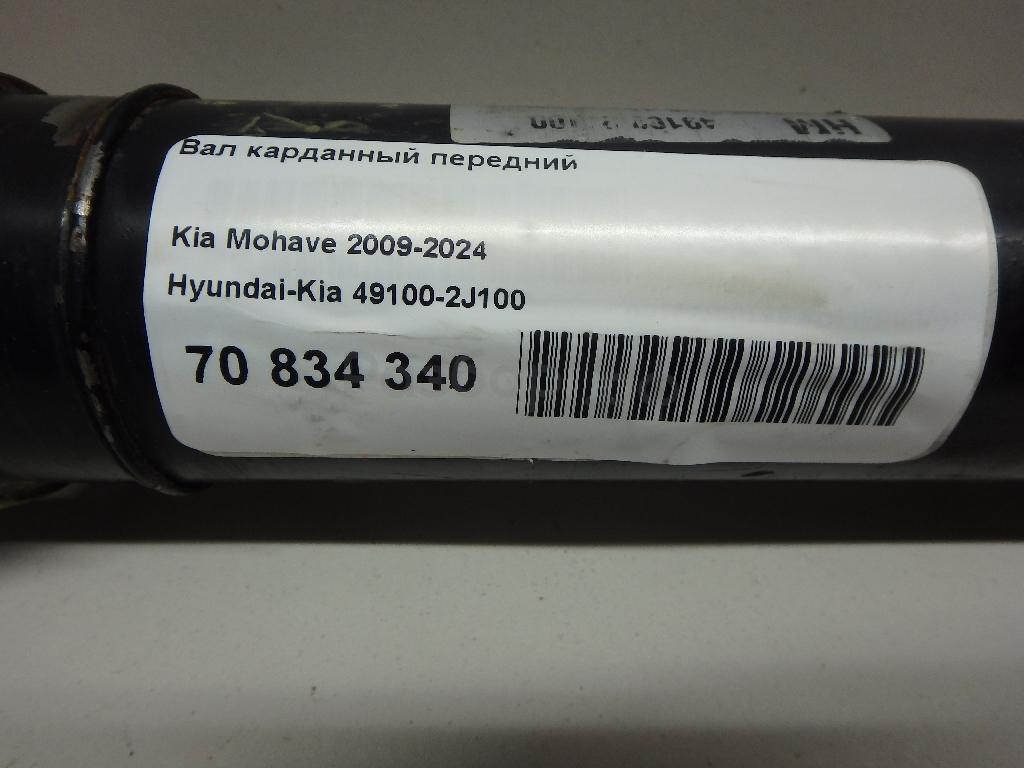 Вал карданный передний
Kia Mohave 2009-2024
Hyundai-Kia 49100-2J100
70 834 340